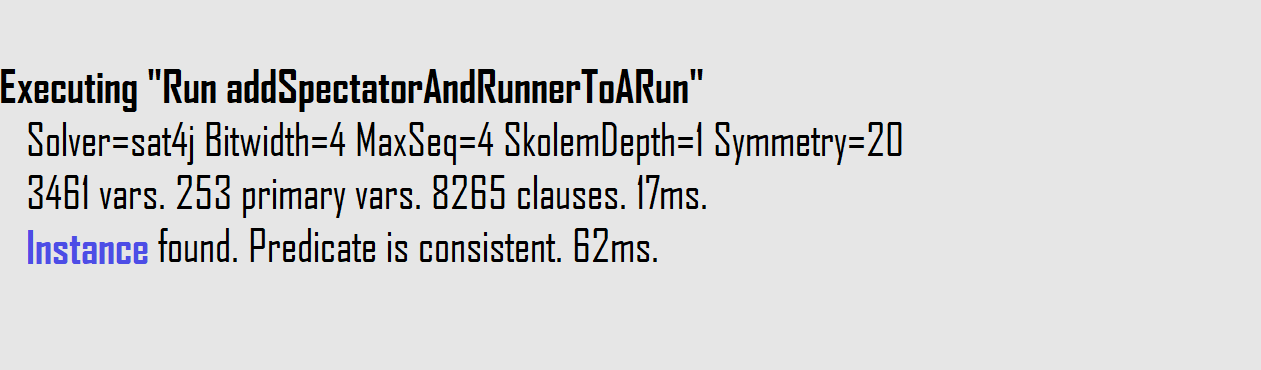 Executing "Run addSpectatorAndRunnerToARun"
Solver=sat4j Bitwidth=4 MaxSeq=4 SkolemDepth=1 Symmetry=20
3461 vars. 253 primary vars. 8265 clauses. 17ms.
Instance found. Predicate is consistent. 62ms.